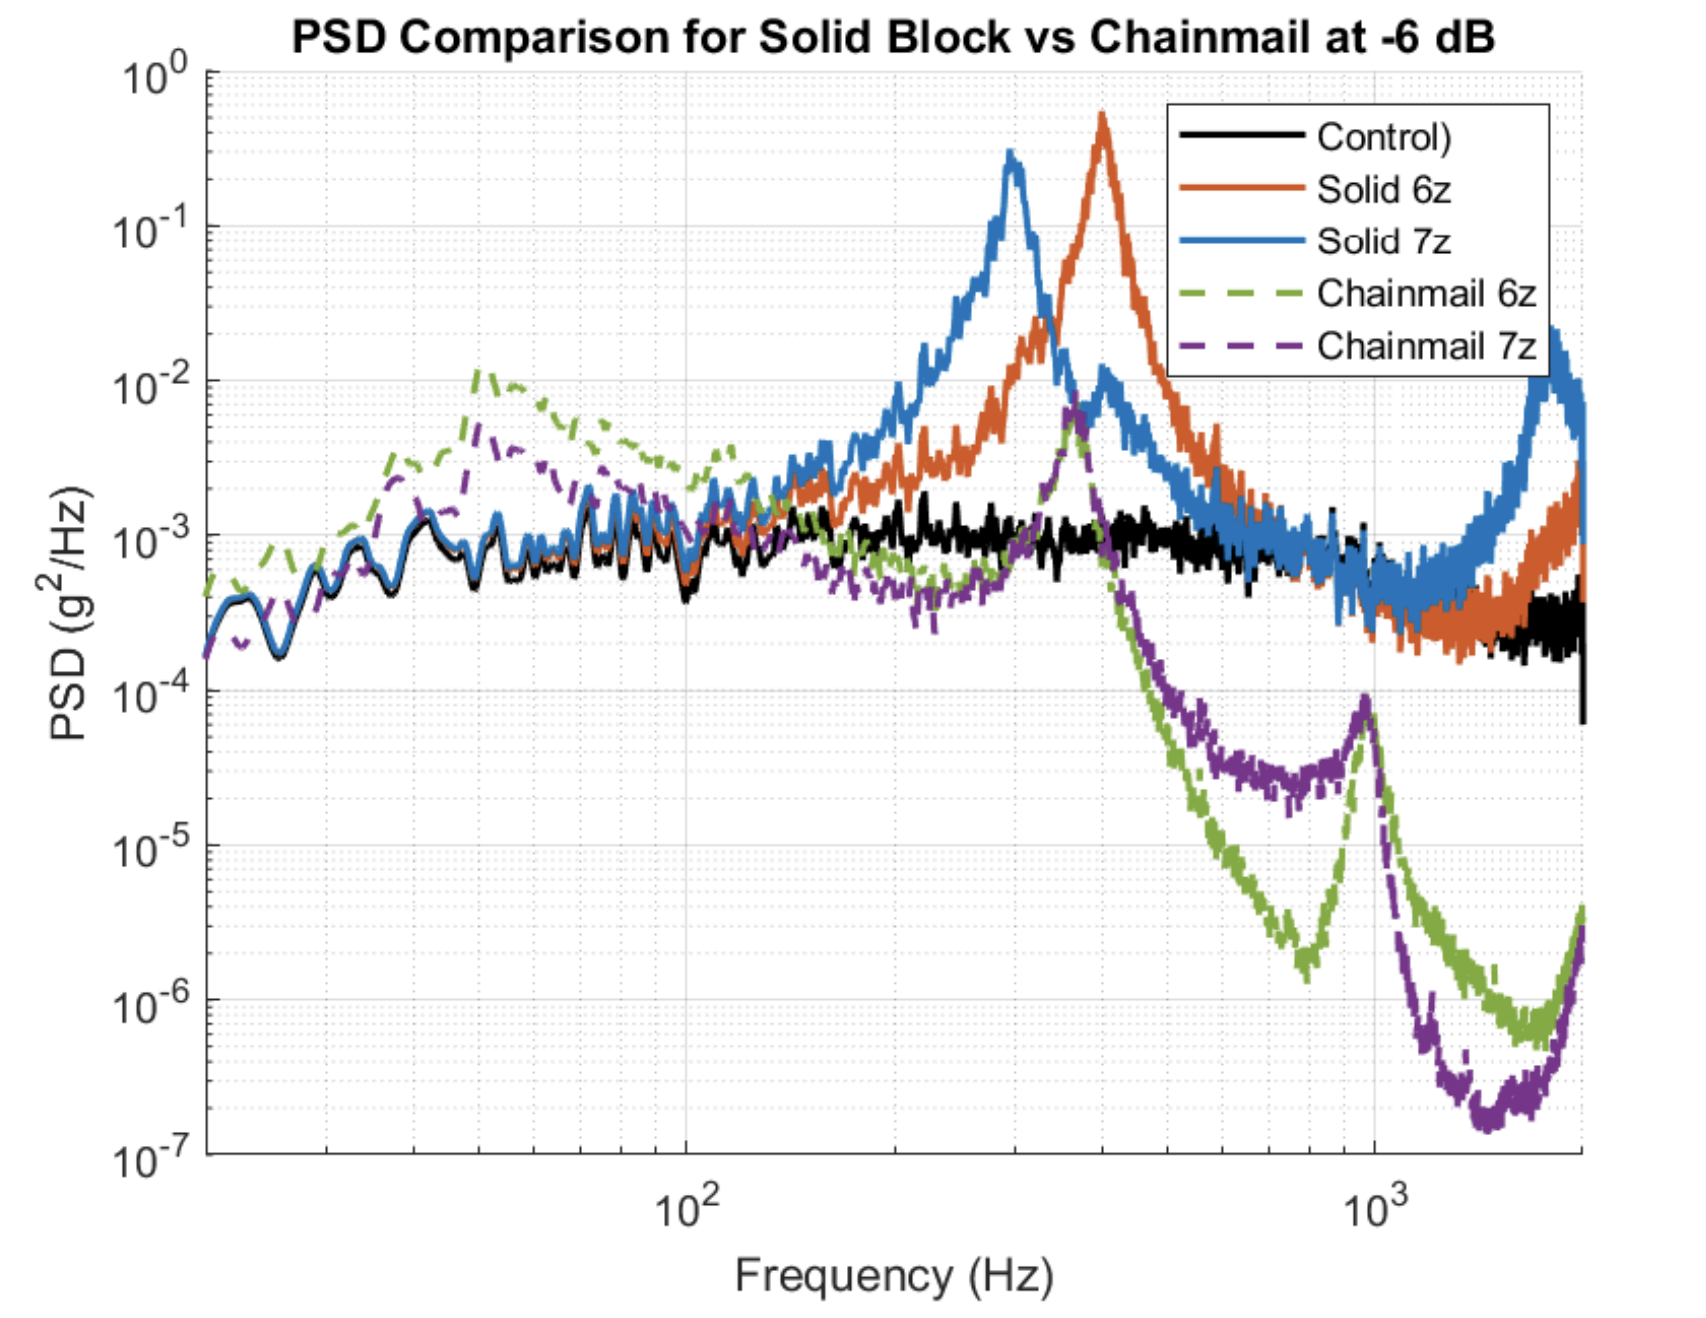 PSD Comparison for Solid Block vs Chainmail at -6 dB
10^0
10^-1
10^-2
10^-3
10^-4
10^-5
10^-6
10^-7
PSD (g^2/Hz)
Control)
Solid 6z
Solid 7z
Chainmail 6z
Chainmail 7z
10^2
10^3
Frequency (Hz)